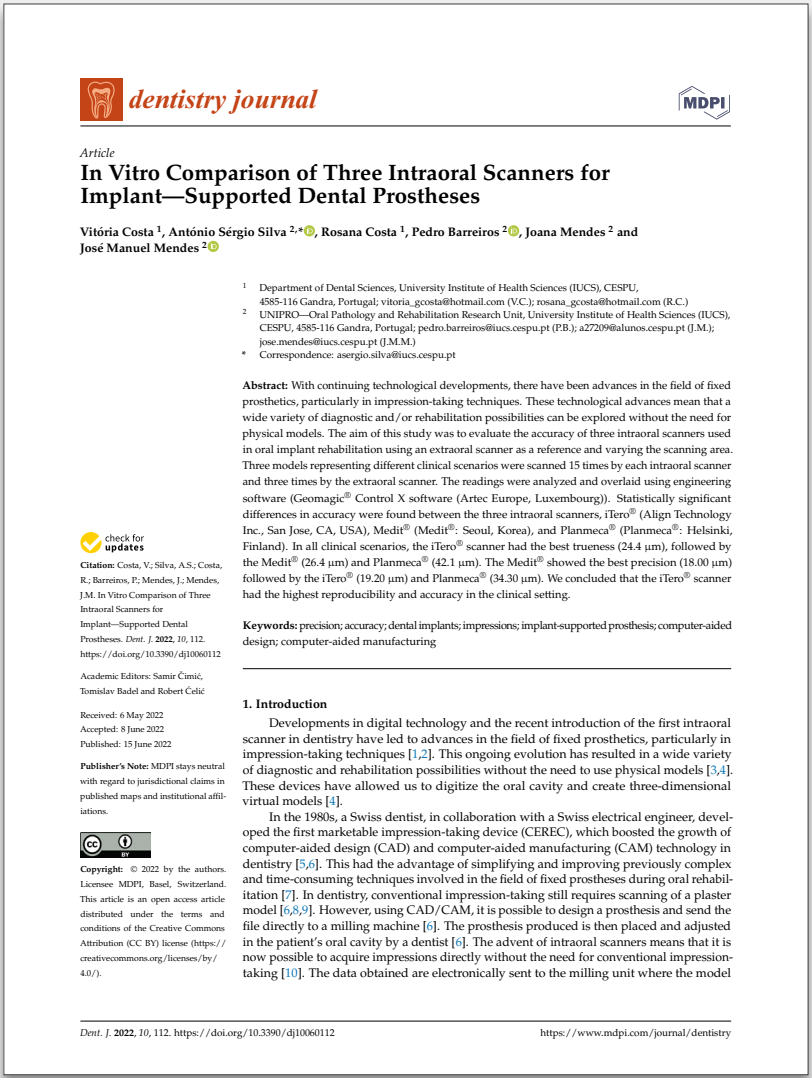 dentistry journal
MDPI
Article
In Vitro Comparison of Three Intraoral Scanners for
Implant—Supported Dental Prostheses
Vitória Costa 1, António Sérgio Silva 2,*, Rosana Costa 1, Pedro Barreiros 2, Joana Mendes 2 and
José Manuel Mendes 2
1 Department of Dental Sciences, University Institute of Health Sciences (IUCS), CESPU,
4585-116 Gandra, Portugal; vitoria_gcosta@hotmail.com (V.C.); rosana_gcosta@hotmail.com (R.C.)
2 UNIPRO—Oral Pathology and Rehabilitation Research Unit, University Institute of Health Sciences (IUCS),
CESPU, 4585-116 Gandra, Portugal; pedro.barreiros@iucs.cespu.pt (P.B.); a27209@alunos.cespu.pt (J.M.);
jose.mendes@iucs.cespu.pt (J.M.M.)
* Correspondence: asergio.silva@iucs.cespu.pt
Abstract: With continuing technological developments, there have been advances in the field of fixed
prosthetics, particularly in impression-taking techniques. These technological advances mean that a
wide variety of diagnostic and/or rehabilitation possibilities can be explored without the need for
physical models. The aim of this study was to evaluate the accuracy of three intraoral scanners used
in oral implant rehabilitation using an extraoral scanner as a reference and varying the scanning area.
Three models representing different clinical scenarios were scanned 15 times by each intraoral scanner
and three times by the extraoral scanner. The readings were analyzed and overlaid using engineering
software (Geomagic® Control X software (Artec Europe, Luxembourg)). Statistically significant
differences in accuracy were found between the three intraoral scanners, iTero® (Align Technology
Inc., San Jose, CA, USA), Medit® (Medit®: Seoul, Korea), and Planmeca® (Planmeca®: Helsinki,
Finland). In all clinical scenarios, the iTero® scanner had the best trueness (24.4 µm), followed by
the Medit® (26.4 µm) and Planmeca® (42.1 µm). The Medit® showed the best precision (18.00 µm)
followed by the iTero® (19.20 µm) and Planmeca® (34.30 µm). We concluded that the iTero® scanner
had the highest reproducibility and accuracy in the clinical setting.
Keywords: precision; accuracy; dental implants; impressions; implant-supported prosthesis; computer-aided
design; computer-aided manufacturing
check for
updates
Citation: Costa, V.; Silva, A.S.; Costa,
R.; Barreiros, P.; Mendes, J.; Mendes,
J.M. In Vitro Comparison of Three
Intraoral Scanners for
Implant—Supported Dental
Prostheses. Dent. J. 2022, 10, 112.
https://doi.org/10.3390/dj10060112
Academic Editors: Samir Čimić,
Tomislav Badel and Robert Ćelić
Received: 6 May 2022
Accepted: 8 June 2022
Published: 15 June 2022
Publisher's Note: MDPI stays neutral
with regard to jurisdictional claims in
published maps and institutional affil-
iations.
CC BY
Copyright: © 2022 by the authors.
Licensee MDPI, Basel, Switzerland.
This article is an open access article
distributed under the terms and
conditions of the Creative Commons
Attribution (CC BY) license (https://
creativecommons.org/licenses/by/
4.0/).
1. Introduction
Developments in digital technology and the recent introduction of the first intraoral
scanner in dentistry have led to advances in the field of fixed prosthetics, particularly in
impression-taking techniques [1,2]. This ongoing evolution has resulted in a wide variety
of diagnostic and rehabilitation possibilities without the need to use physical models [3,4].
These devices have allowed us to digitize the oral cavity and create three-dimensional
virtual models [4].
In the 1980s, a Swiss dentist, in collaboration with a Swiss electrical engineer, devel-
oped the first marketable impression-taking device (CEREC), which boosted the growth of
computer-aided design (CAD) and computer-aided manufacturing (CAM) technology in
dentistry [5,6]. This had the advantage of simplifying and improving previously complex
and time-consuming techniques involved in the field of fixed prostheses during oral rehabil-
itation [7]. In dentistry, conventional impression-taking still requires scanning of a plaster
model [6,8,9]. However, using CAD/CAM, it is possible to design a prosthesis and send the
file directly to a milling machine [6]. The prosthesis produced is then placed and adjusted
in the patient's oral cavity by a dentist [6]. The advent of intraoral scanners means that it is
now possible to acquire impressions directly without the need for conventional impression-
taking [10]. The data obtained are electronically sent to the milling unit where the model
Dent. J. 2022, 10, 112. https://doi.org/10.3390/dj10060112
https://www.mdpi.com/journal/dentistry